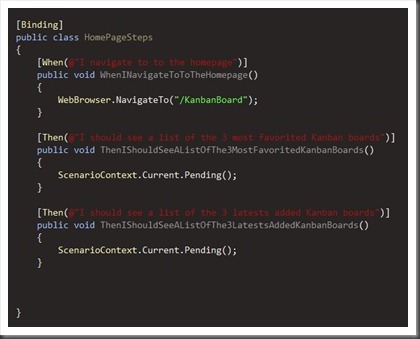 [Binding]
public class HomePageSteps
{
[When(@"I navigate to to the homepage")]
public void WhenINavigateToToTheHomepage()
{
WebBrowser.NavigateTo("/KanbanBoard");
}
[Then(@"I should see a list of the 3 most favorited Kanban boards")]
public void ThenIShouldSeeAListOfThe3MostFavoritedKanbanBoards()
{
ScenarioContext.Current.Pending();
}
[Then(@"I should see a list of the 3 latests added Kanban boards")]
public void ThenIShouldSeeAListOfThe3LatestsAddedKanbanBoards()
{
ScenarioContext.Current.Pending();
}
}